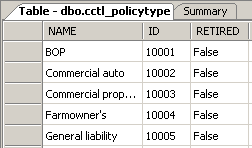 Table - dbo.cctl_policytype Summary
NAME ID RETIRED
BOP 10001 False
Commercial auto 10002 False
Commercial prop... 10003 False
Farmowner's 10004 False
General liability 10005 False